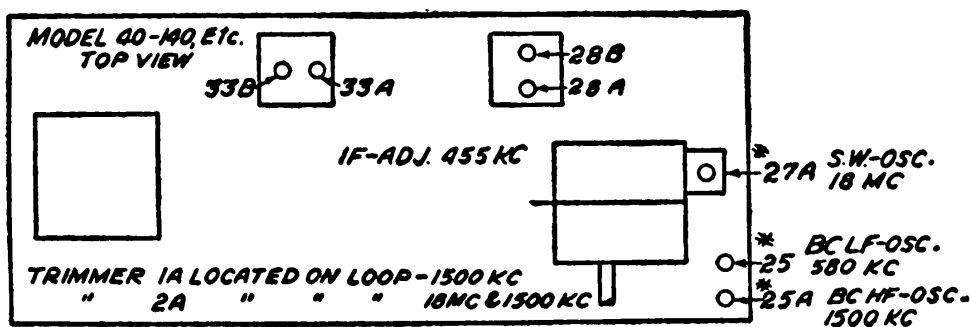 MODEL 40-140, Etc.
TOP VIEW
33B
33A
28B
28A
IF-ADJ. 455 KC
*
27A S.W.-OSC.
18 MC
*
25 BC LF-OSC.
580 KC
*
25A BC HF-OSC.
1500 KC
TRIMMER 1A LOCATED ON LOOP-1500 KC
" 2A " " " 18MC & 1500 KC